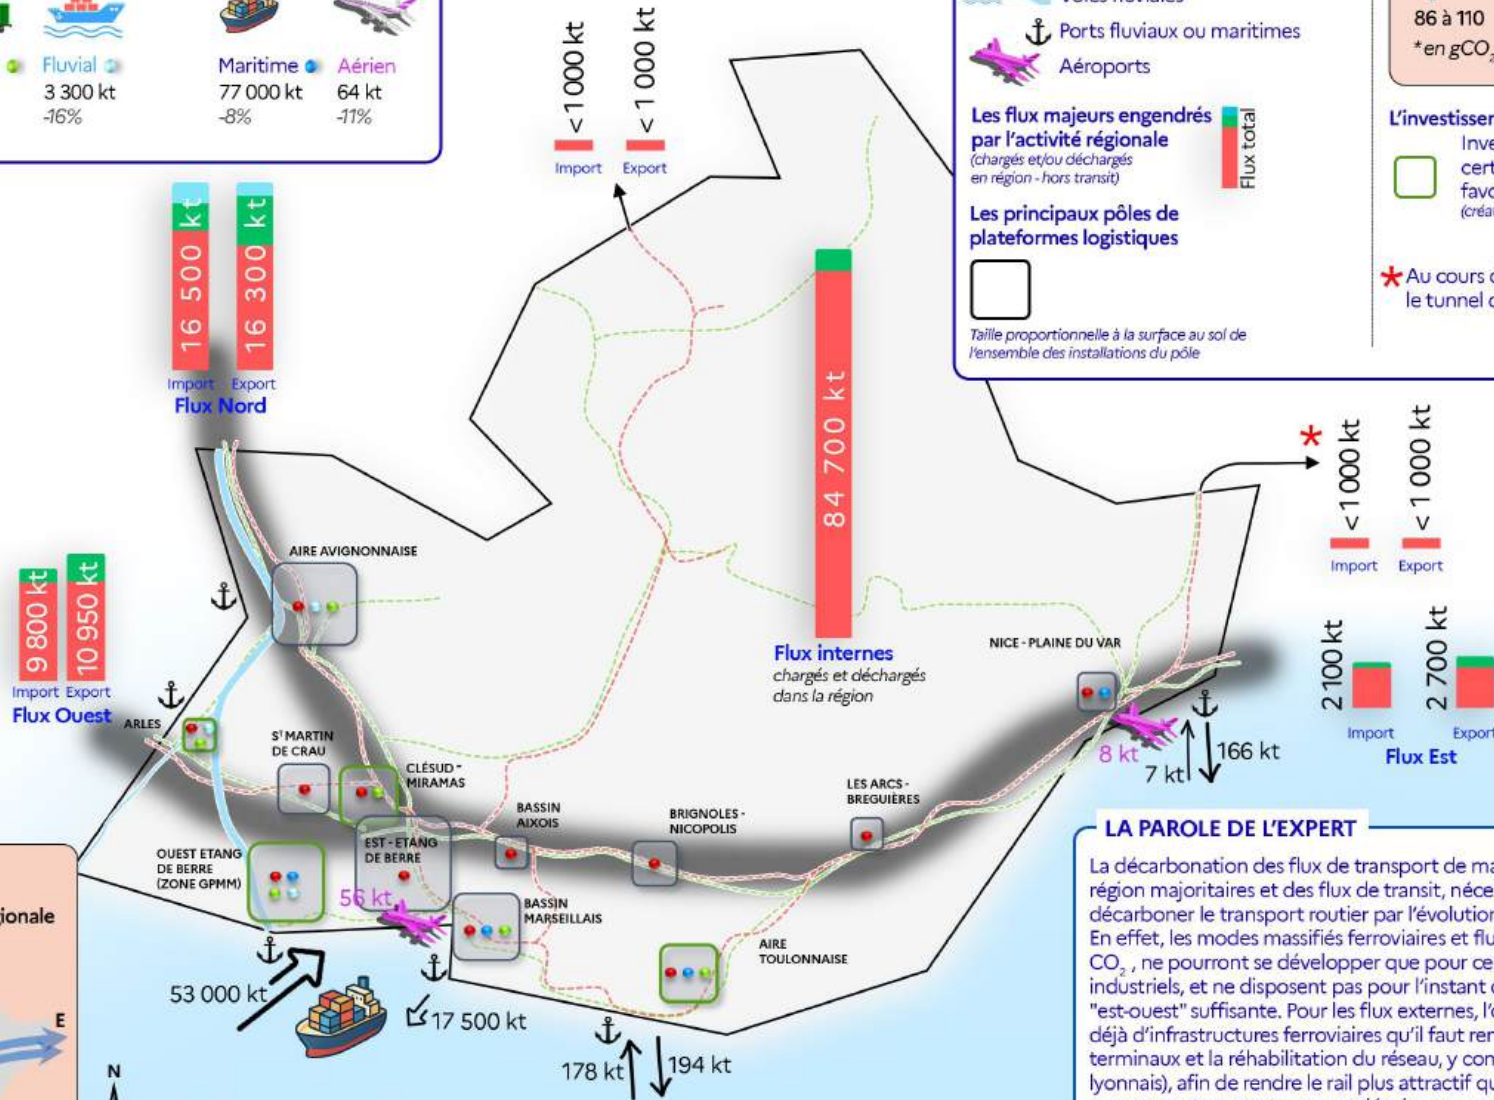 Fluvial
3 300 kt
-16%
Maritime
77 000 kt
-8%
Aérien
64 kt
-11%
< 1 000 kt
< 1 000 kt
Import
Export
Ports fluviaux ou maritimes
Aéroports
Les flux majeurs engendrés
par l'activité régionale
(chargés et/ou déchargés
en région - hors transit)
Flux total
Les principaux pôles de
plateformes logistiques
Taille proportionnelle à la surface au sol de
l'ensemble des installations du pôle
86 à 110
*en gCO2
L'investisse
Inve
cert
favo
(créa
* Au cours
le tunnel
16 500 kt
16 300 kt
Import
Export
Flux Nord
84 700 kt
Flux internes
chargés et déchargés
dans la région
*
< 1 000 kt
< 1 000 kt
Import
Export
9 800 kt
10 950 kt
Import
Export
Flux Ouest
2 100 kt
2 700 kt
Import
Export
Flux Est
AIRE AVIGNONNAISE
ARLES
ST MARTIN
DE CRAU
CLÉSUD -
MIRAMAS
BASSIN
AIXOIS
BRIGNOLES -
NICOPOLIS
LES ARCS -
BREGUIÈRES
NICE - PLAINE DU VAR
8 kt
7 kt
166 kt
OUEST ETANG
DE BERRE
(ZONE GPMM)
EST - ETANG
DE BERRE
56 kt
BASSIN
MARSEILLAIS
AIRE
TOULONNAISE
53 000 kt
17 500 kt
178 kt
194 kt
gionale
E
N
LA PAROLE DE L'EXPERT
La décarbonation des flux de transport de ma
région majoritaires et des flux de transit, néce
décarboner le transport routier par l'évolution
En effet, les modes massifiés ferroviaires et flu
CO2, ne pourront se développer que pour ce
industriels, et ne disposent pas pour l'instant
"est-ouest" suffisante. Pour les flux externes, l'
déjà d'infrastructures ferroviaires qu'il faut ren
terminaux et la réhabilitation du réseau, y con
lyonnais), afin de rendre le rail plus attractif qu